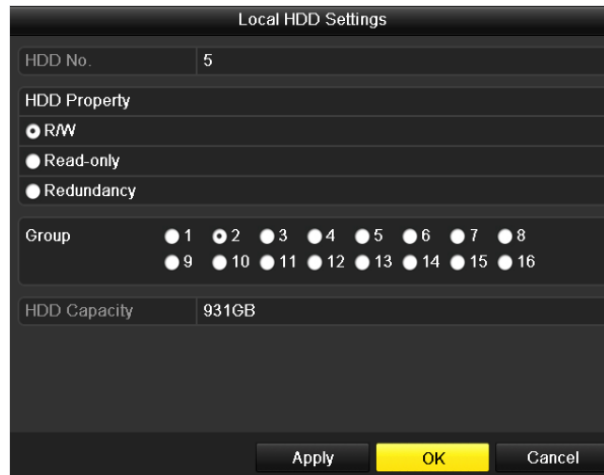 Local HDD Settings
HDD No. 5
HDD Property
R/W
Read-only
Redundancy
Group 1 2 3 4 5 6 7 8
9 10 11 12 13 14 15 16
HDD Capacity 931GB
Apply OK Cancel